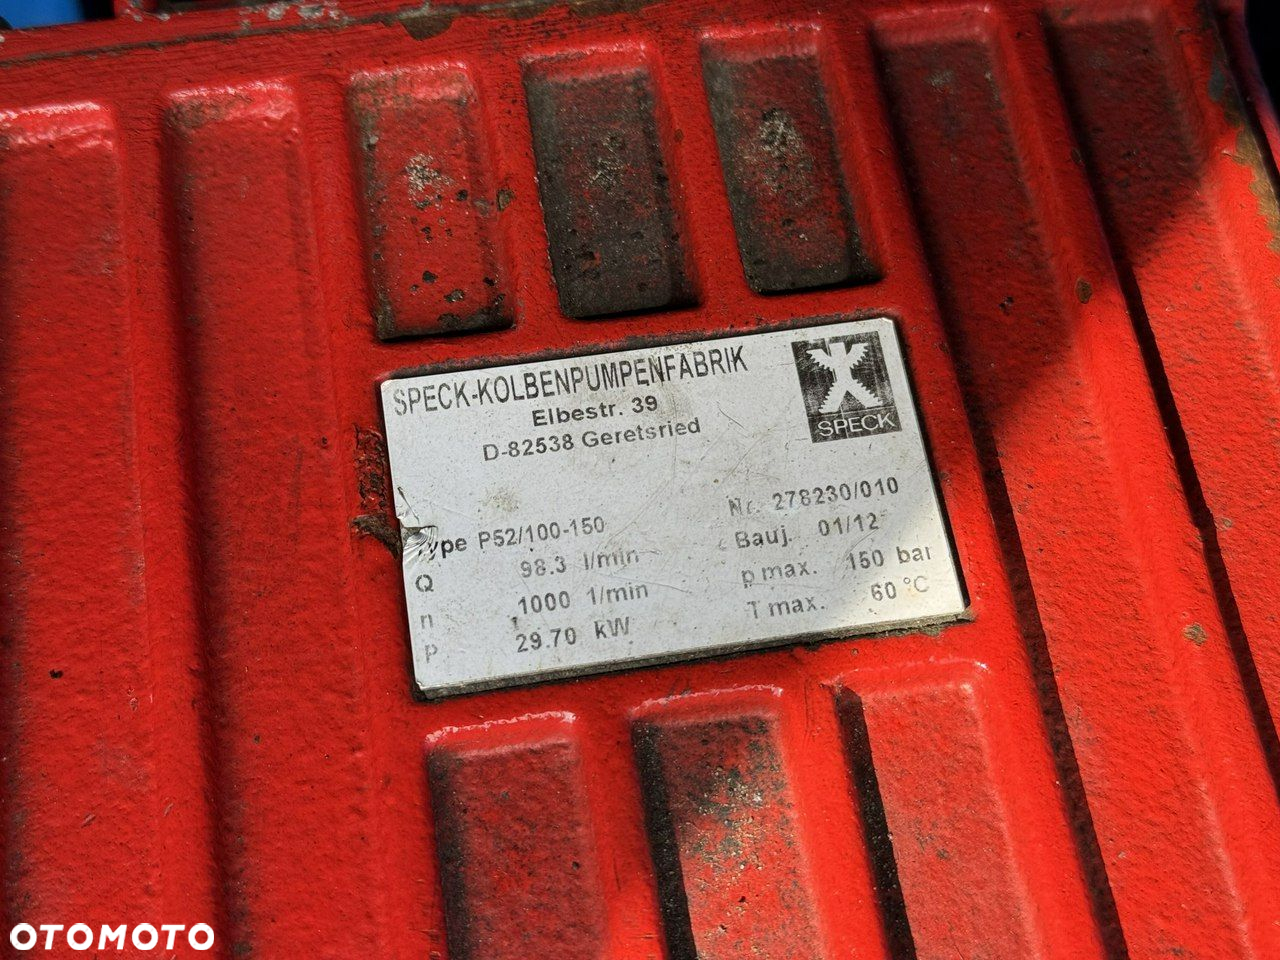 SPECK-KOLBENPUMPENFABRIK
Elbestr. 39
D-82538 Geretsried
SPECK
ype P52/100-150 Nr. 278230/010
Q 98.3 l/min Bauj. 01/12
n 1000 1/min p max. 150 bar
P 29.70 kW T max. 60 °C
OTOMOTO